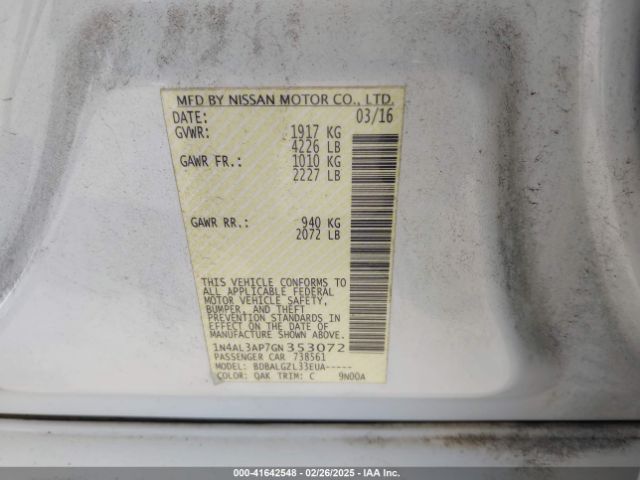 MFD BY NISSAN MOTOR CO., LTD.
DATE: 03/16
GVWR: 1917 KG
4226 LB
GAWR FR.: 1010 KG
2227 LB
GAWR RR.: 940 KG
2072 LB
THIS VEHICLE CONFORMS TO
ALL APPLICABLE FEDERAL
MOTOR VEHICLE SAFETY,
BUMPER, AND THEFT
PREVENTION STANDARDS IN
EFFECT ON THE DATE OF
MANUFACTURE SHOWN ABOVE.
1N4AL3AP7GN353072
PASSENGER CAR 738561
MODEL: BDBALGZL33EUA-----
COLOR: QAK TRIM: C 9N00A
000-41642548 - 02/26/2025 - IAA Inc.